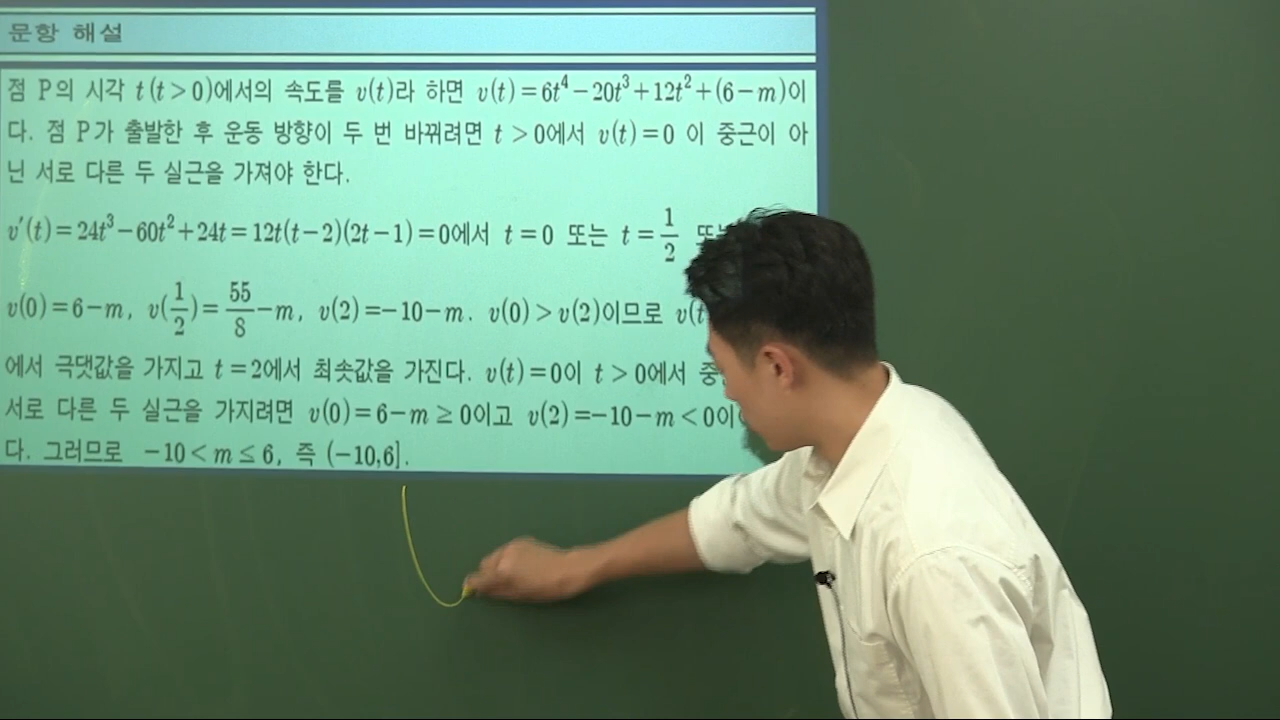 문항 해설
점 P의 시각 t(t>0)에서의 속도를 v(t)라 하면 v(t)=6t⁴-20t³+12t²+(6-m)이
다. 점 P가 출발한 후 운동 방향이 두 번 바뀌려면 t>0에서 v(t)=0 이 중근이 아
닌 서로 다른 두 실근을 가져야 한다.
v′(t)=24t³-60t²+24t=12t(t-2)(2t-1)=0에서 t=0 또는 t=1/2
v(0)=6-m, v(1/2)=55/8-m, v(2)=-10-m. v(0)>v(2)이므로
에서 극댓값을 가지고 t=2에서 최솟값을 가진다. v(t)=0이 t>0에서
서로 다른 두 실근을 가지려면 v(0)=6-m≥0이고 v(2)=-10-m<0
다. 그러므로 -10<m≤6, 즉 (-10,6].